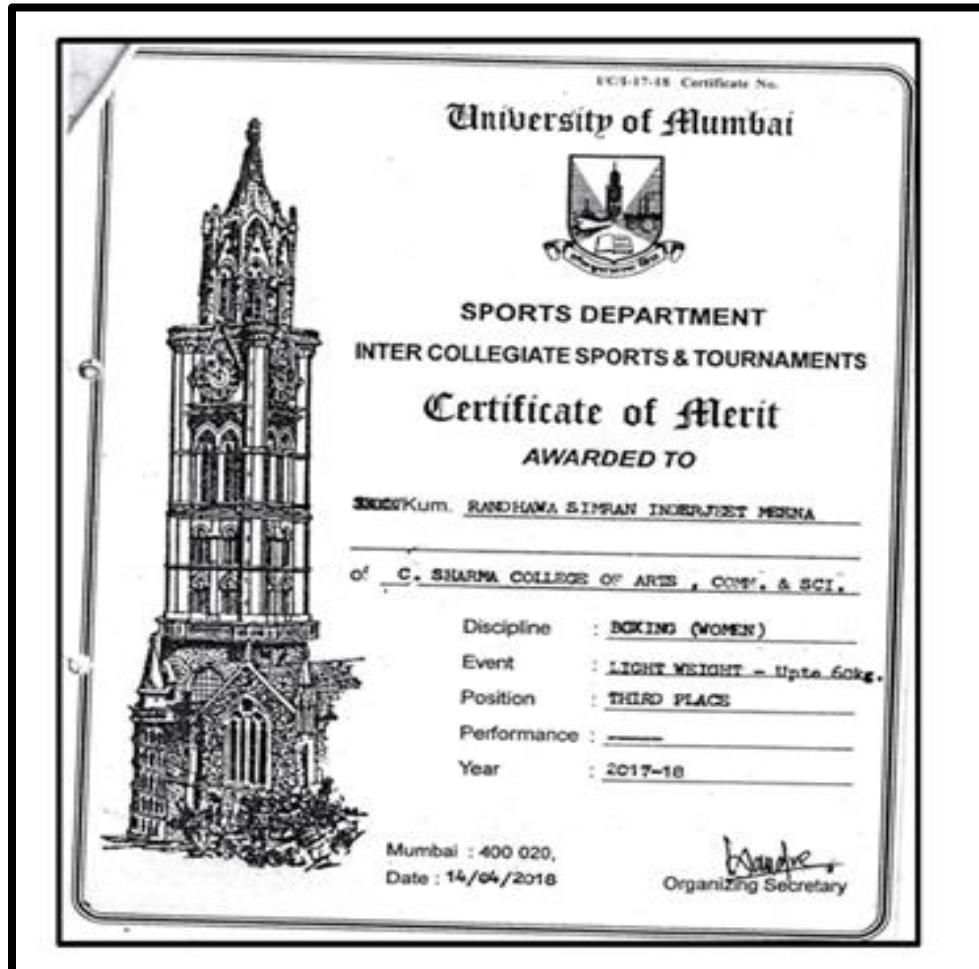 I/C/I-17-18 Certificate No.
University of Mumbai
SPORTS DEPARTMENT
INTER COLLEGIATE SPORTS & TOURNAMENTS
Certificate of Merit
AWARDED TO
Kum. RANDHAWA SIMRAN INDERJEET MEENA
of C. SHARMA COLLEGE OF ARTS , COMM. & SCI.
Discipline : BOXING (WOMEN)
Event : LIGHT WEIGHT - Upto 60kg.
Position : THIRD PLACE
Performance : -----
Year : 2017-18
Mumbai : 400 020,
Date : 14/04/2018
Organizing Secretary